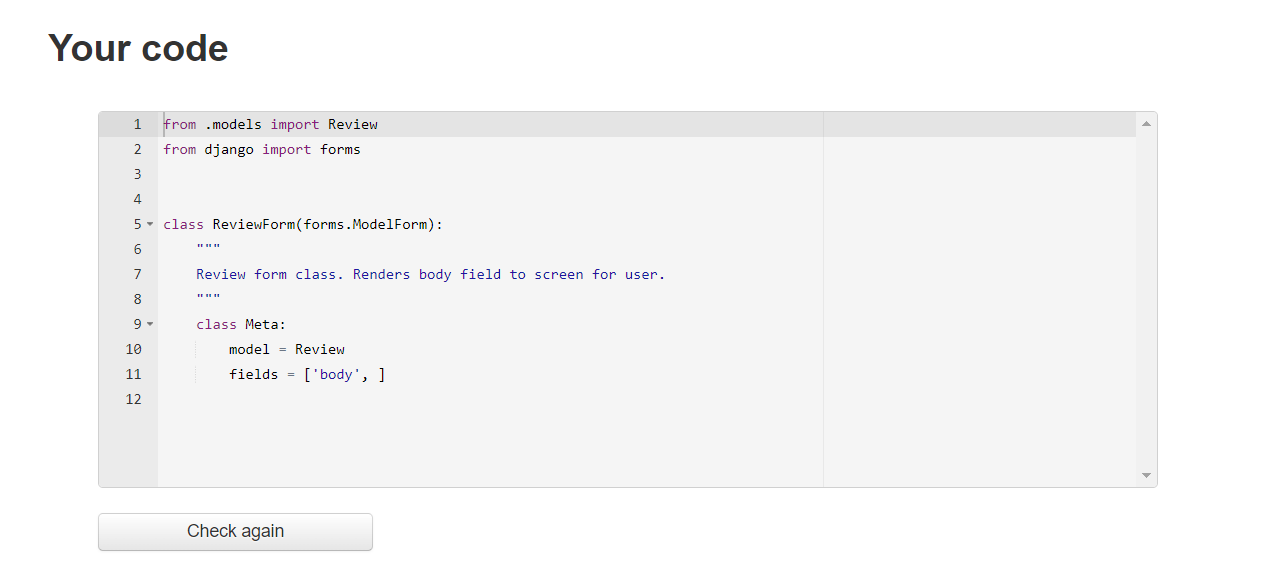 Your code
1 from .models import Review
2 from django import forms
3
4
5 class ReviewForm(forms.ModelForm):
6     """
7     Review form class. Renders body field to screen for user.
8     """
9     class Meta:
10         model = Review
11         fields = ['body', ]
12
Check again